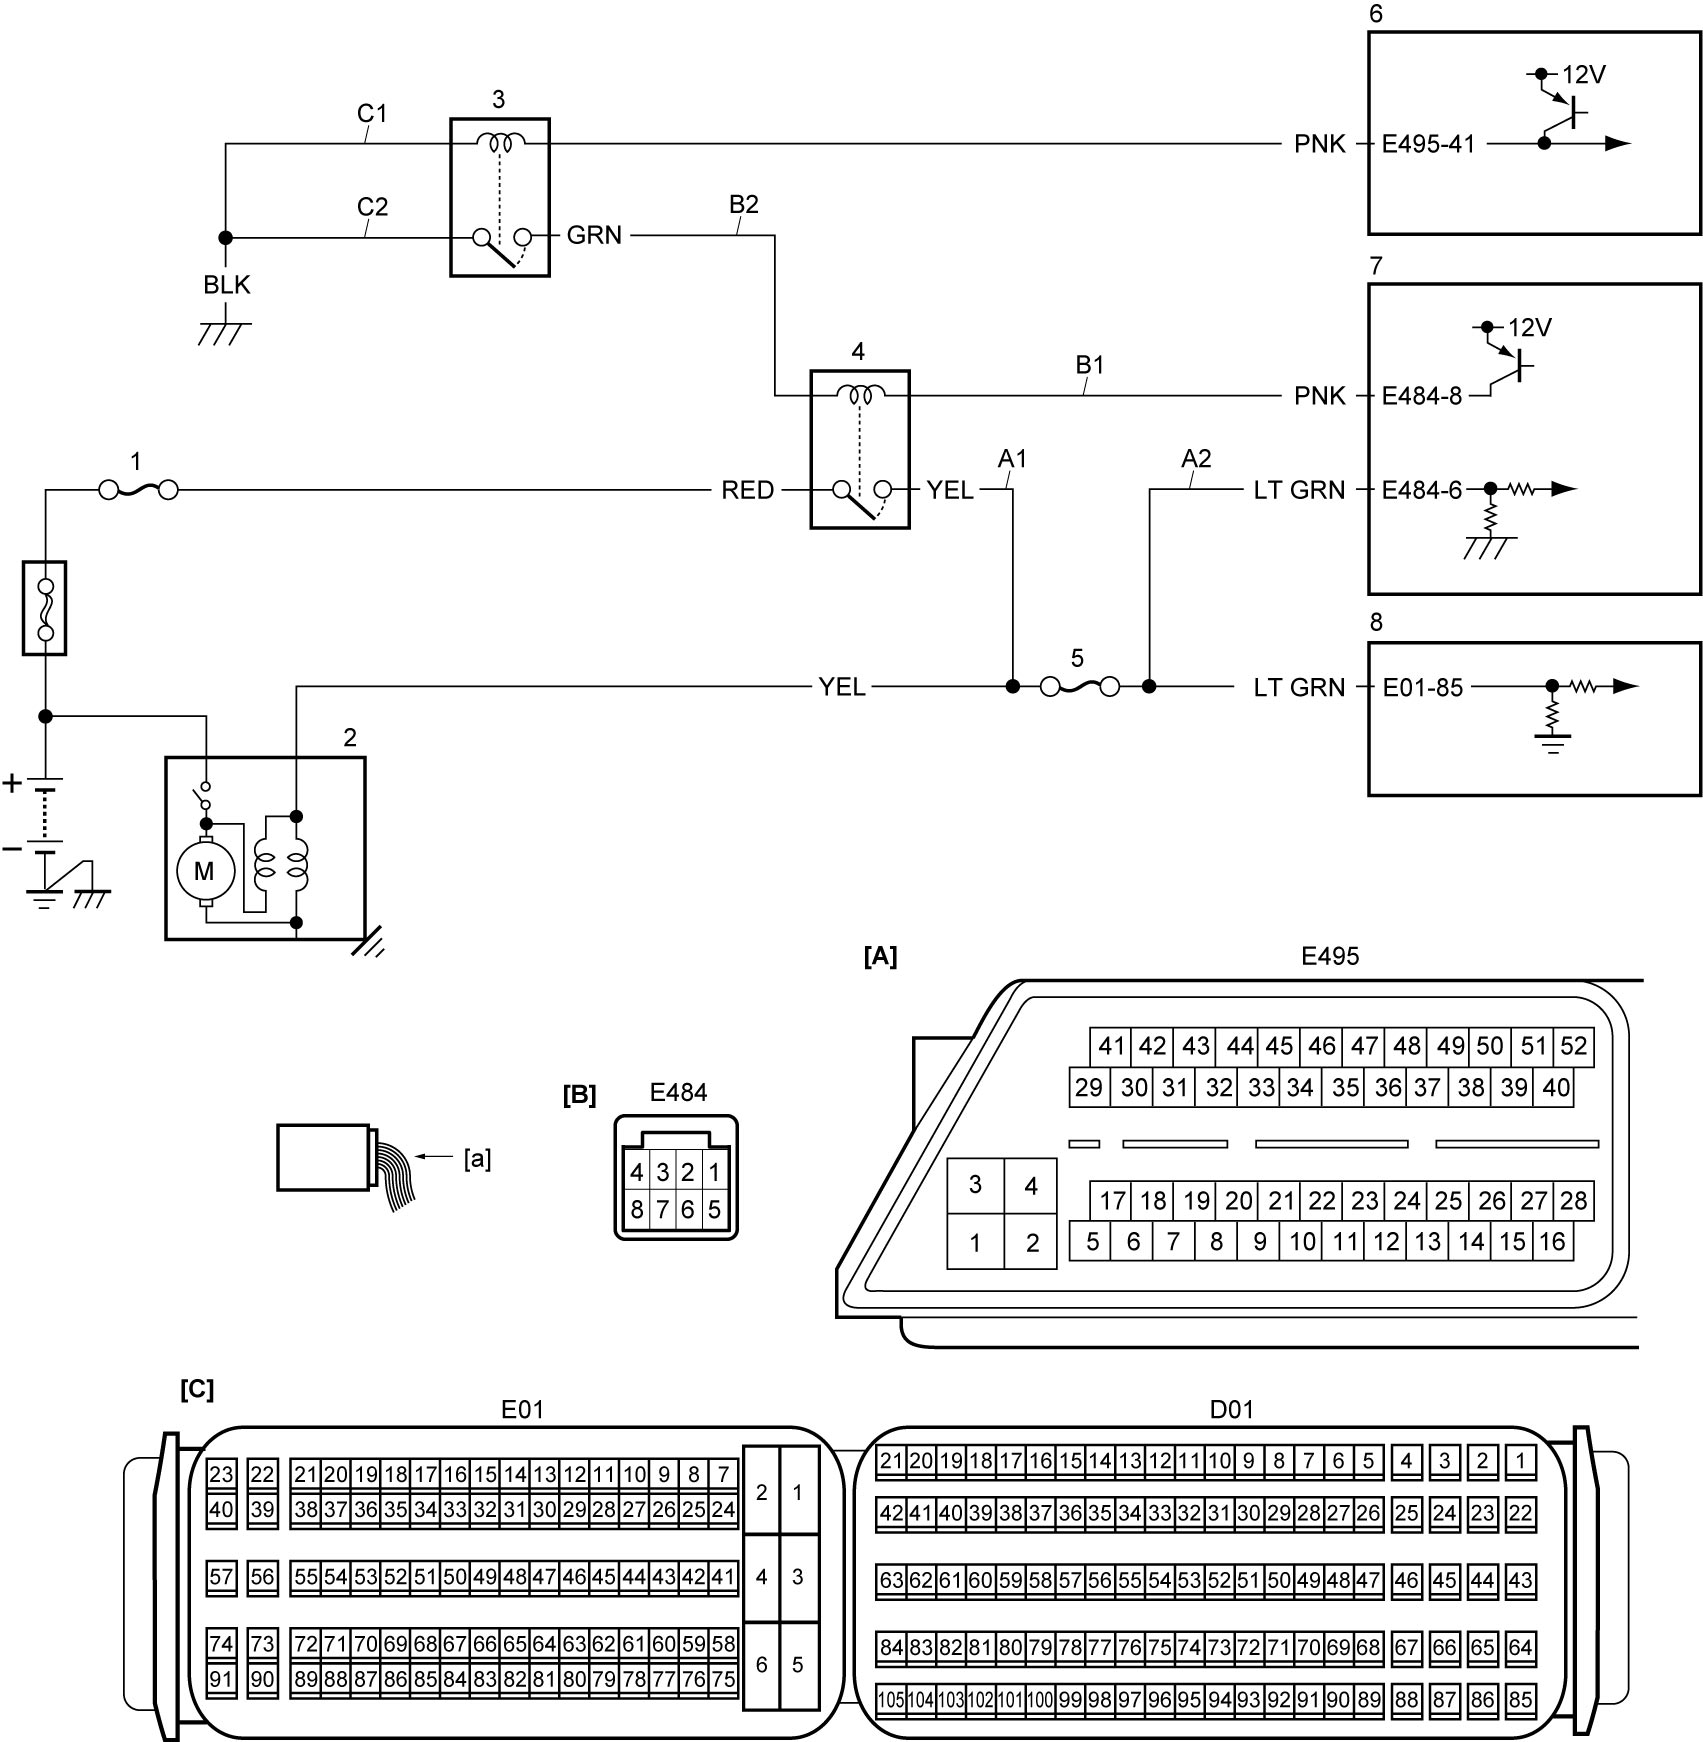 6
12V
C1
3
PNK
E495-41
C2
GRN
B2
BLK
7
12V
4
B1
PNK
E484-8
1
RED
YEL
A1
A2
LT GRN
E484-6
5
8
YEL
LT GRN
E01-85
2
+
−
M
[A]
E495
41 42 43 44 45 46 47 48 49 50 51 52
29 30 31 32 33 34 35 36 37 38 39 40
3 4
1 2
17 18 19 20 21 22 23 24 25 26 27 28
5 6 7 8 9 10 11 12 13 14 15 16
[a]
[B]
E484
4 3 2 1
8 7 6 5
[C]
E01
23 22 21 20 19 18 17 16 15 14 13 12 11 10 9 8 7
40 39 38 37 36 35 34 33 32 31 30 29 28 27 26 25 24
2 1
57 56 55 54 53 52 51 50 49 48 47 46 45 44 43 42 41
4 3
74 73 72 71 70 69 68 67 66 65 64 63 62 61 60 59 58
91 90 89 88 87 86 85 84 83 82 81 80 79 78 77 76 75
6 5
D01
21 20 19 18 17 16 15 14 13 12 11 10 9 8 7 6 5 4 3 2 1
42 41 40 39 38 37 36 35 34 33 32 31 30 29 28 27 26 25 24 23 22
63 62 61 60 59 58 57 56 55 54 53 52 51 50 49 48 47 46 45 44 43
84 83 82 81 80 79 78 77 76 75 74 73 72 71 70 69 68 67 66 65 64
105 104 103 102 101 100 99 98 97 96 95 94 93 92 91 90 89 88 87 86 85